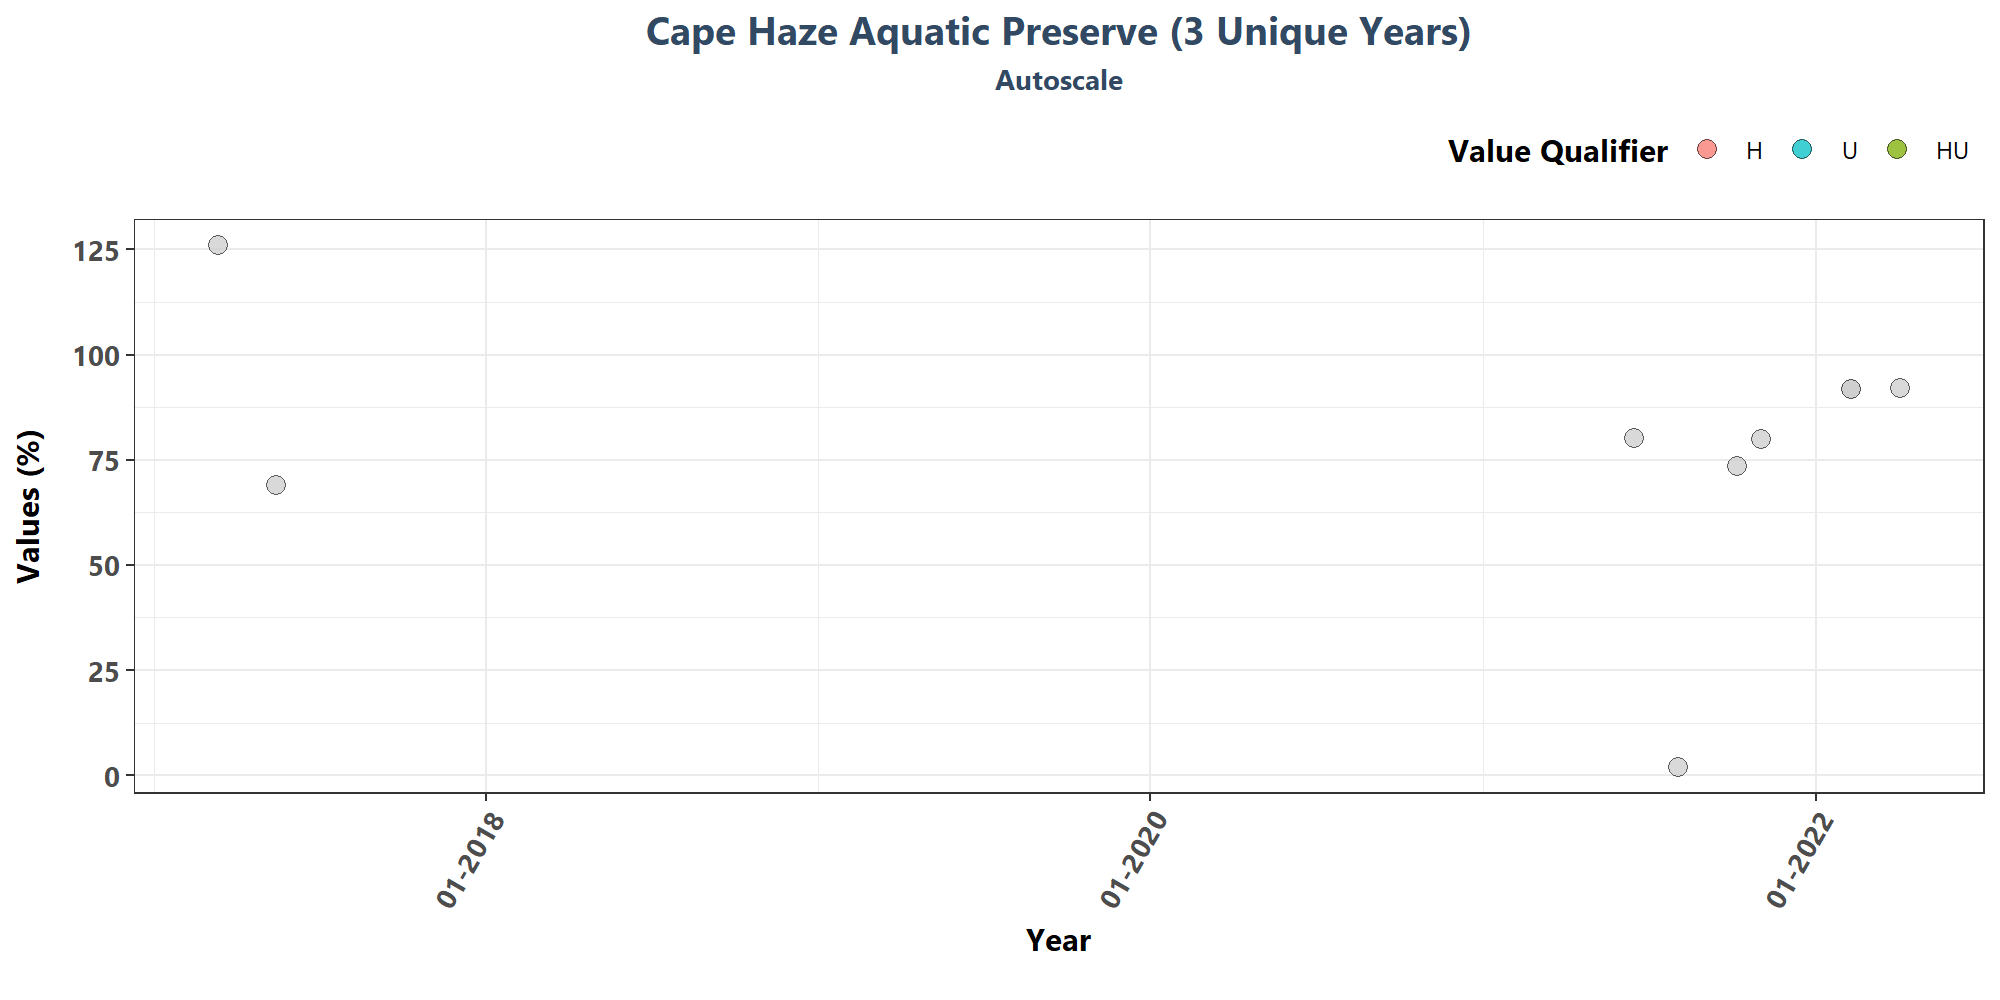 Cape Haze Aquatic Preserve (3 Unique Years)
Autoscale
Value Qualifier H U HU
Values (%)
125
100
75
50
25
0
01-2018 01-2020 01-2022
Year